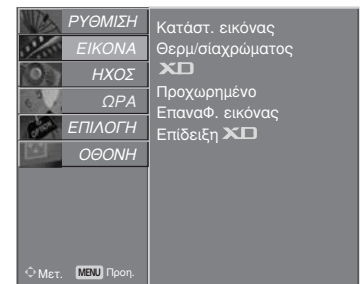 ΡΥΘΜΙΣΗ
ΕΙΚΟΝΑ
ΗΧΟΣ
ΩΡΑ
ΕΠΙΛΟΓΗ
ΟΘΟΝΗ
Μετ. MENU Προη.
Κατάστ. εικόνας
Θερμ/σίαχρώματος
XD
Προχωρημένο
ΕπαναΦ. εικόνας
Επίδειξη XD